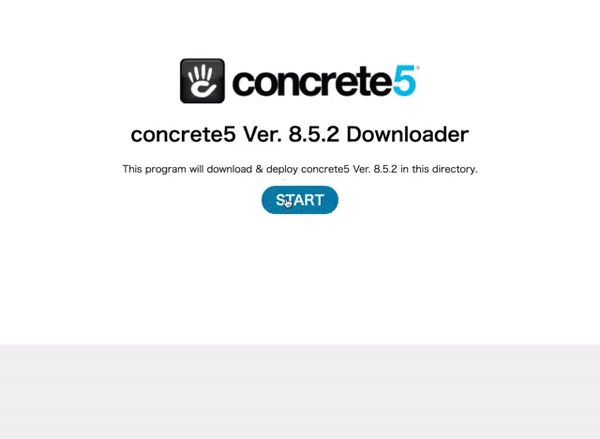 concrete5
concrete5 Ver. 8.5.2 Downloader
This program will download & deploy concrete5 Ver. 8.5.2 in this directory.
START